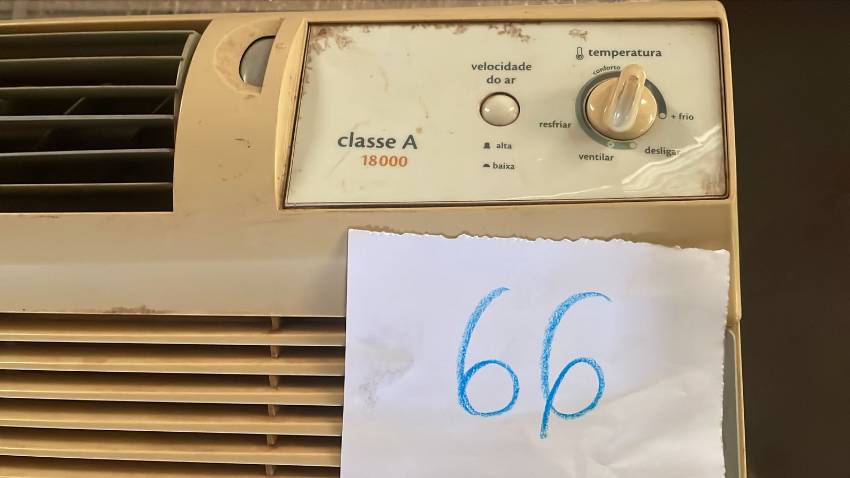 velocidade
do ar
temperatura
conforto
+ frio
resfriar
desligar
ventilar
classe A
18000
alta
baixa
66